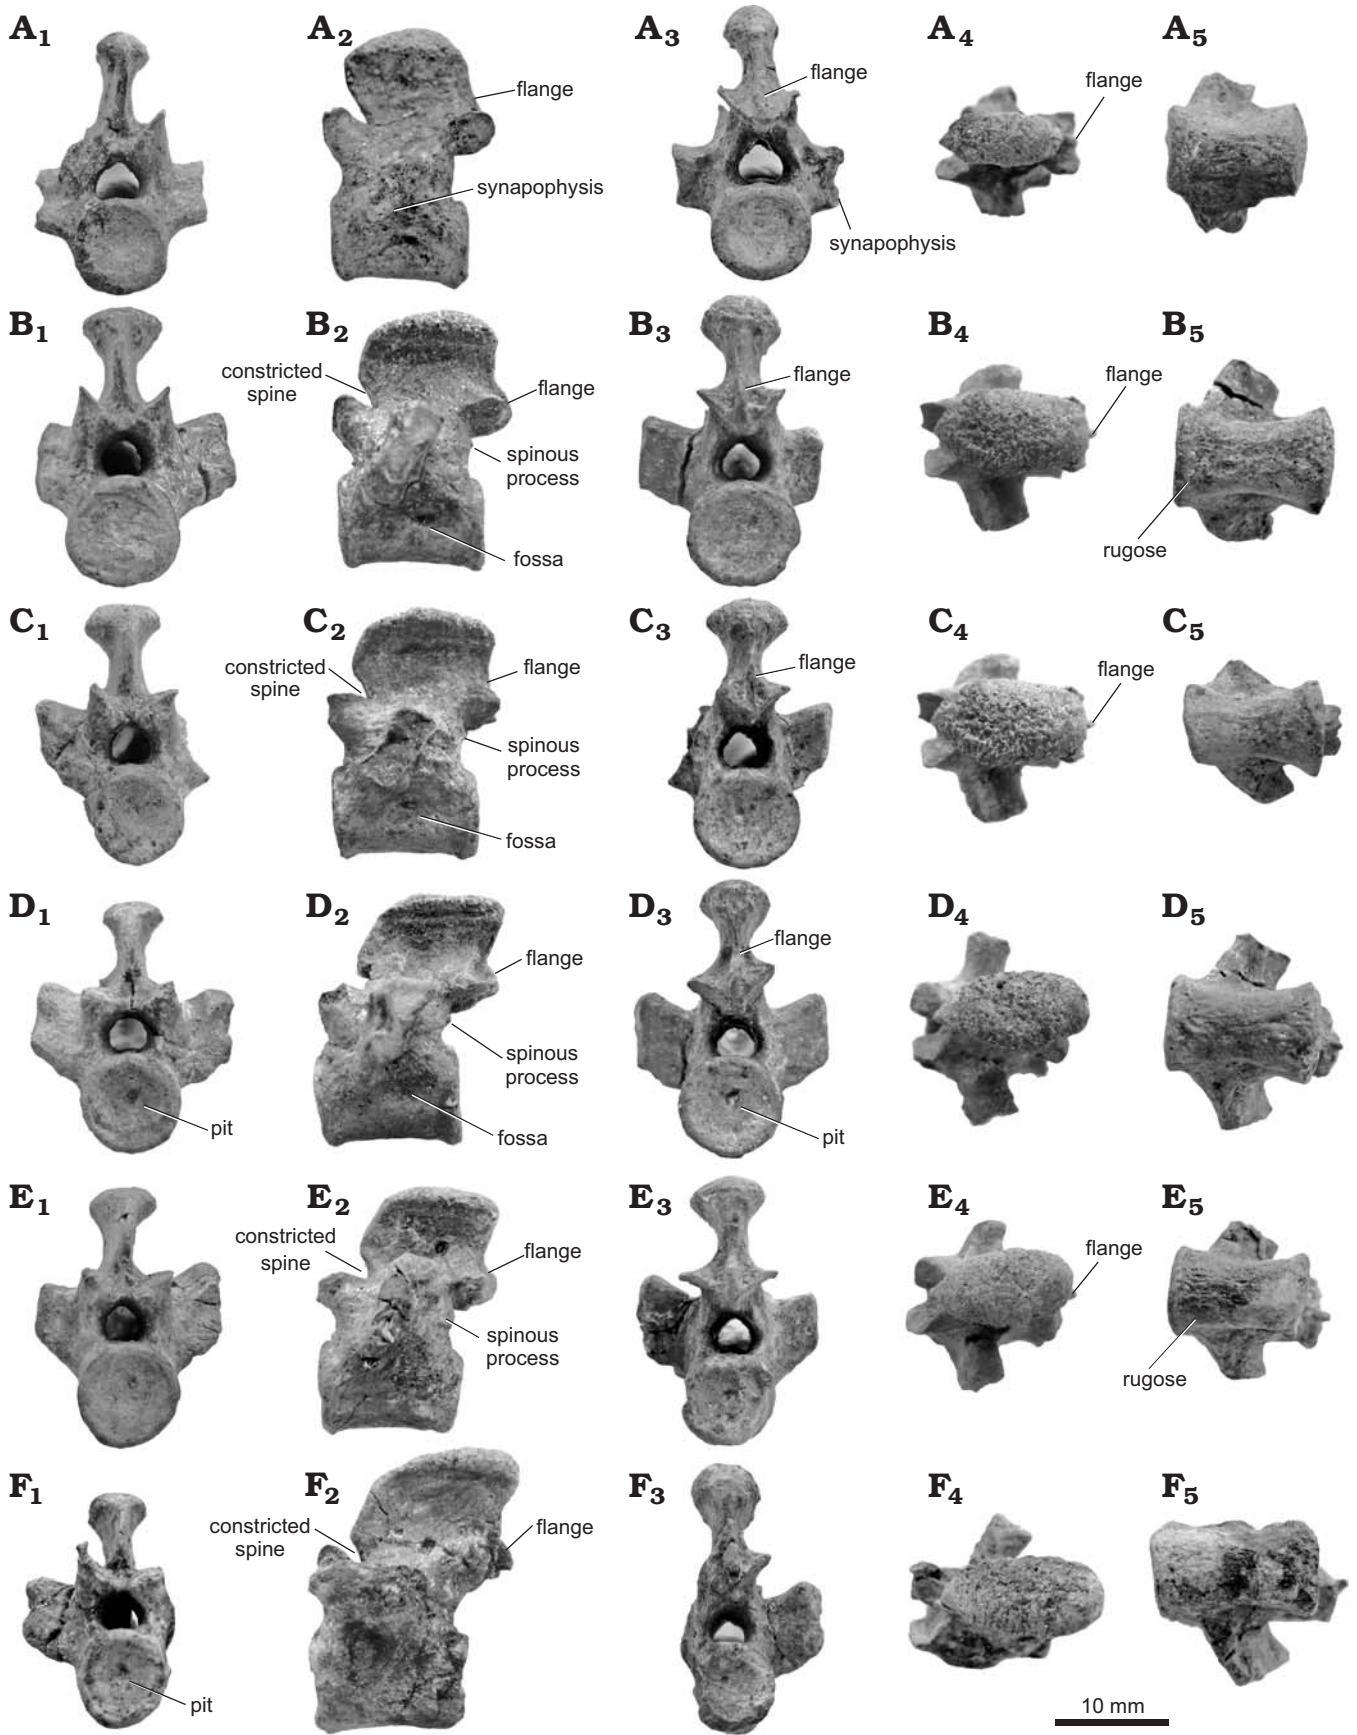 A1 A2 A3 A4 A5
flange
flange
flange
synapophysis
synapophysis
B1 B2 B3 B4 B5
constricted
spine
flange
flange
flange
spinous
process
rugose
fossa
C1 C2 C3 C4 C5
constricted
spine
flange
flange
flange
spinous
process
fossa
D1 D2 D3 D4 D5
flange
flange
spinous
process
pit
fossa
pit
E1 E2 E3 E4 E5
constricted
spine
flange
flange
spinous
process
rugose
F1 F2 F3 F4 F5
constricted
spine
flange
pit
10 mm